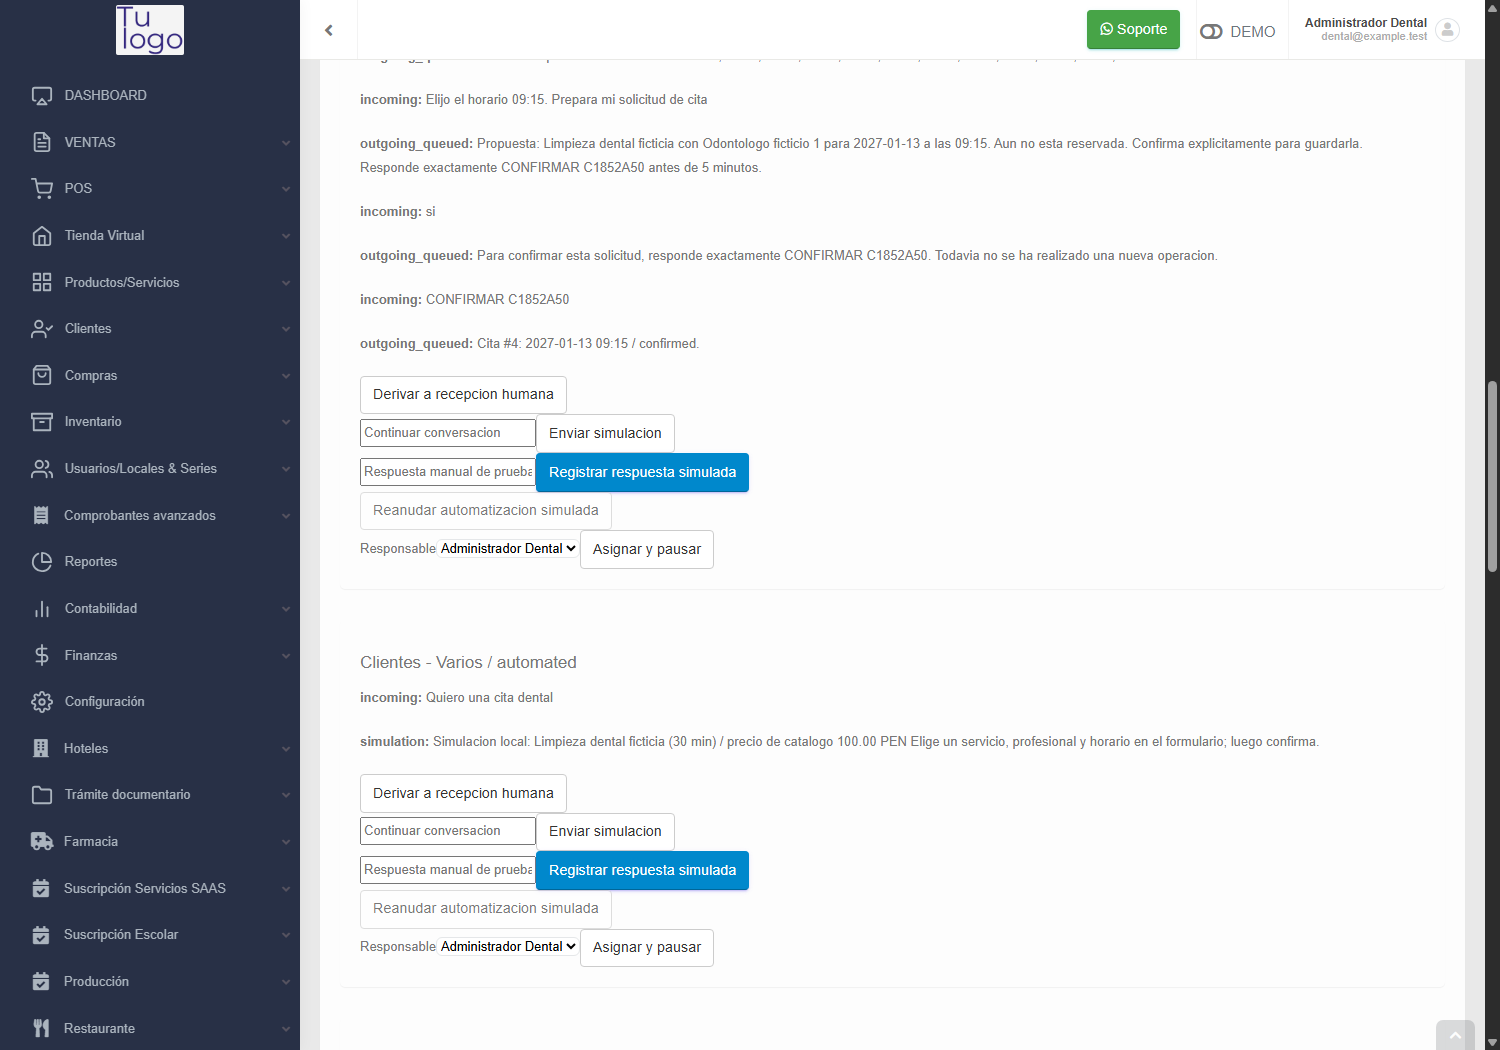 Tu
logo
DASHBOARD
VENTAS
POS
Tienda Virtual
Productos/Servicios
Clientes
Compras
Inventario
Usuarios/Locales & Series
Comprobantes avanzados
Reportes
Contabilidad
Finanzas
Configuración
Hoteles
Trámite documentario
Farmacia
Suscripción Servicios SAAS
Suscripción Escolar
Producción
Restaurante
Soporte
DEMO
Administrador Dental
dental@example.test
incoming: Elijo el horario 09:15. Prepara mi solicitud de cita
outgoing_queued: Propuesta: Limpieza dental ficticia con Odontologo ficticio 1 para 2027-01-13 a las 09:15. Aun no esta reservada. Confirma explicitamente para guardarla.
Responde exactamente CONFIRMAR C1852A50 antes de 5 minutos.
incoming: si
outgoing_queued: Para confirmar esta solicitud, responde exactamente CONFIRMAR C1852A50. Todavia no se ha realizado una nueva operacion.
incoming: CONFIRMAR C1852A50
outgoing_queued: Cita #4: 2027-01-13 09:15 / confirmed.
Derivar a recepcion humana
Continuar conversacion Enviar simulacion
Respuesta manual de prueba Registrar respuesta simulada
Reanudar automatizacion simulada
Responsable Administrador Dental Asignar y pausar
Clientes - Varios / automated
incoming: Quiero una cita dental
simulation: Simulacion local: Limpieza dental ficticia (30 min) / precio de catalogo 100.00 PEN Elige un servicio, profesional y horario en el formulario; luego confirma.
Derivar a recepcion humana
Continuar conversacion Enviar simulacion
Respuesta manual de prueba Registrar respuesta simulada
Reanudar automatizacion simulada
Responsable Administrador Dental Asignar y pausar